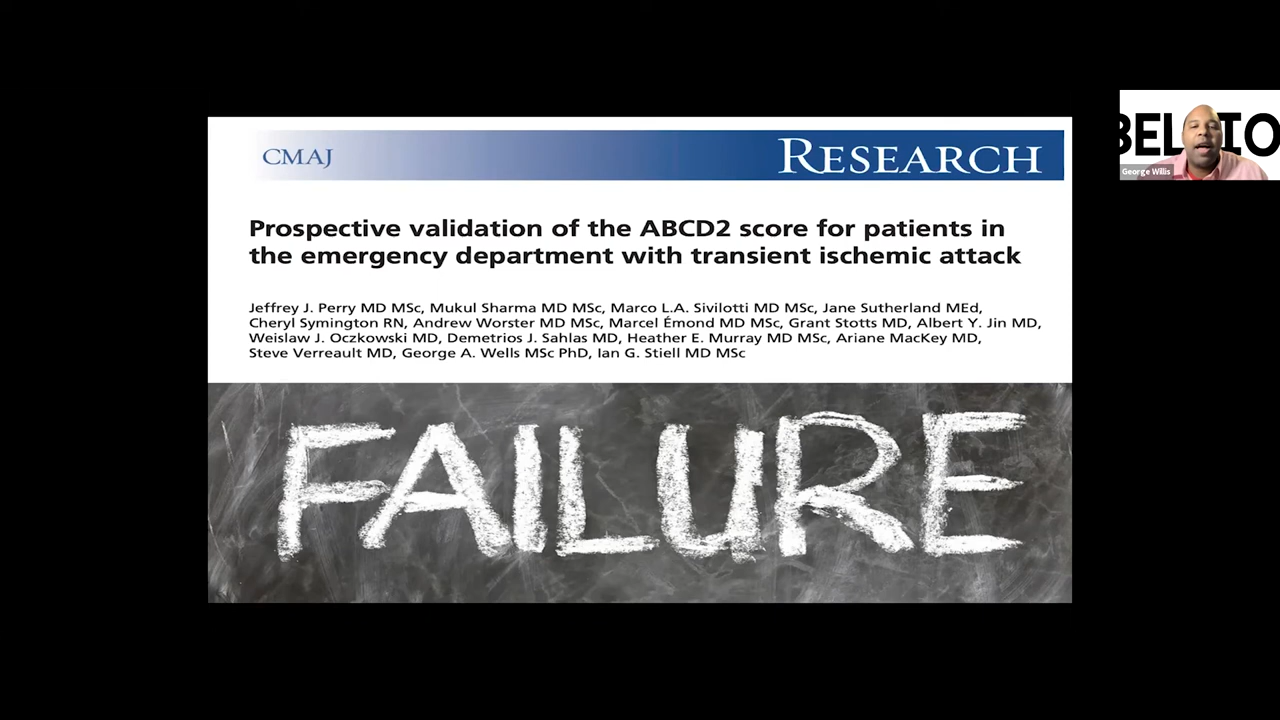 CMAJ
RESEARCH
Prospective validation of the ABCD2 score for patients in
the emergency department with transient ischemic attack
Jeffrey J. Perry MD MSc, Mukul Sharma MD MSc, Marco L.A. Sivilotti MD MSc, Jane Sutherland MEd,
Cheryl Symington RN, Andrew Worster MD MSc, Marcel Émond MD MSc, Grant Stotts MD, Albert Y. Jin MD,
Weislaw J. Oczkowski MD, Demetrios J. Sahlas MD, Heather E. Murray MD MSc, Ariane MacKey MD,
Steve Verreault MD, George A. Wells MSc PhD, Ian G. Stiell MD MSc
FAILURE
George Willis